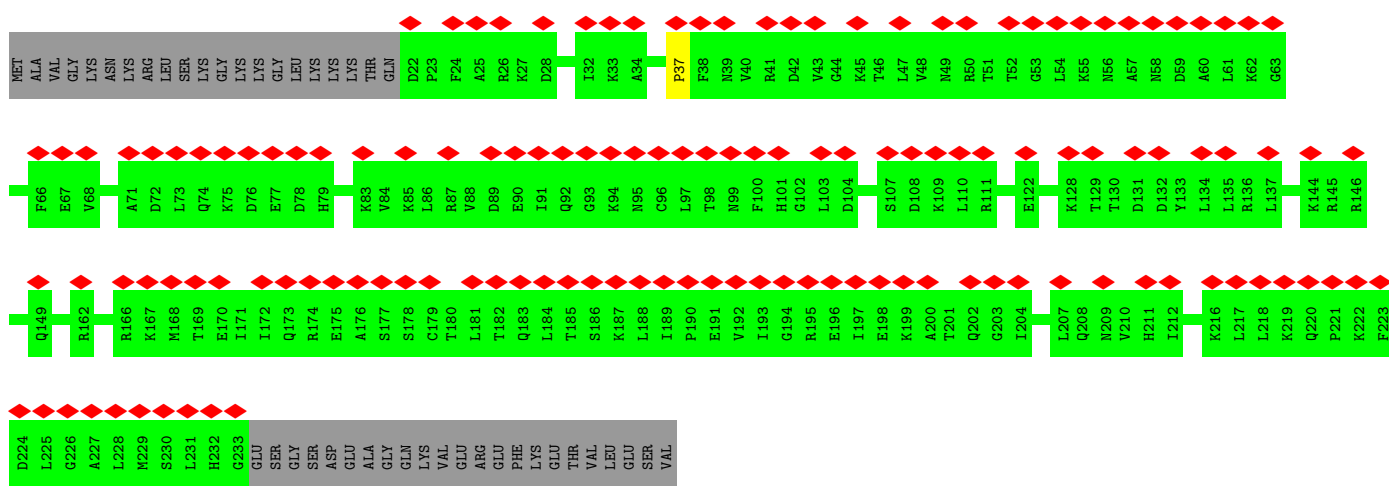 MET ALA VAL GLY LYS ASN LYS ARG LEU SER LYS GLY LYS LYS GLY LEU LYS LYS LYS THR GLN D22 P23 F24 A25 R26 K27 D28 I32 K33 A34 P37 F38 N39 V40 R41 D42 V43 G44 K45 T46 L47 V48 N49 R50 T51 T52 G53 L54 K55 N56 A57 N58 D59 A60 L61 K62 G63
F66 E67 V68 A71 D72 L73 Q74 K75 D76 E77 D78 H79 K83 V84 K85 L86 R87 V88 D89 E90 I91 Q92 G93 K94 N95 C96 L97 T98 N99 F100 H101 G102 L103 D104 S107 D108 K109 L110 R111 E122 K128 T129 T130 D131 D132 Y133 L134 L135 R136 L137 K144 R145 R146
Q149 R162 R166 K167 M168 T169 E170 I171 I172 Q173 R174 E175 A176 S177 S178 C179 T180 L181 T182 Q183 L184 T185 S186 K187 L188 I189 P190 E191 V192 I193 G194 R195 E196 I197 E198 K199 A200 T201 Q202 G203 I204 L207 Q208 N209 V210 H211 I212 K216 L217 L218 K219 Q220 P221 K222 F223
D224 L225 G226 A227 L228 M229 S230 L231 H232 G233 GLU SER GLY SER ASP GLU ALA GLY GLN LYS VAL GLU ARG GLU PHE LYS GLU THR VAL LEU GLU SER VAL